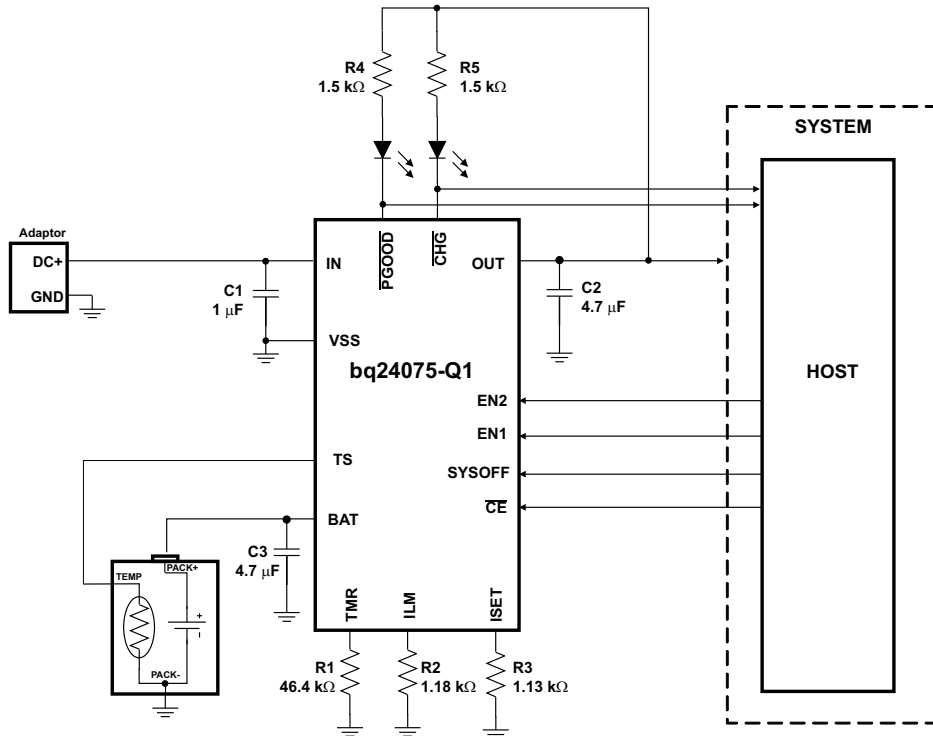 R4
1.5 kΩ
R5
1.5 kΩ
SYSTEM
Adaptor
DC+
GND
C1
1 μF
IN
PGOOD
CHG
OUT
C2
4.7 μF
VSS
bq24075-Q1
HOST
EN2
EN1
TS
SYSOFF
CE
BAT
C3
4.7 μF
PACK+
TEMP
+
−
PACK-
TMR
ILM
ISET
R1
46.4 kΩ
R2
1.18 kΩ
R3
1.13 kΩ